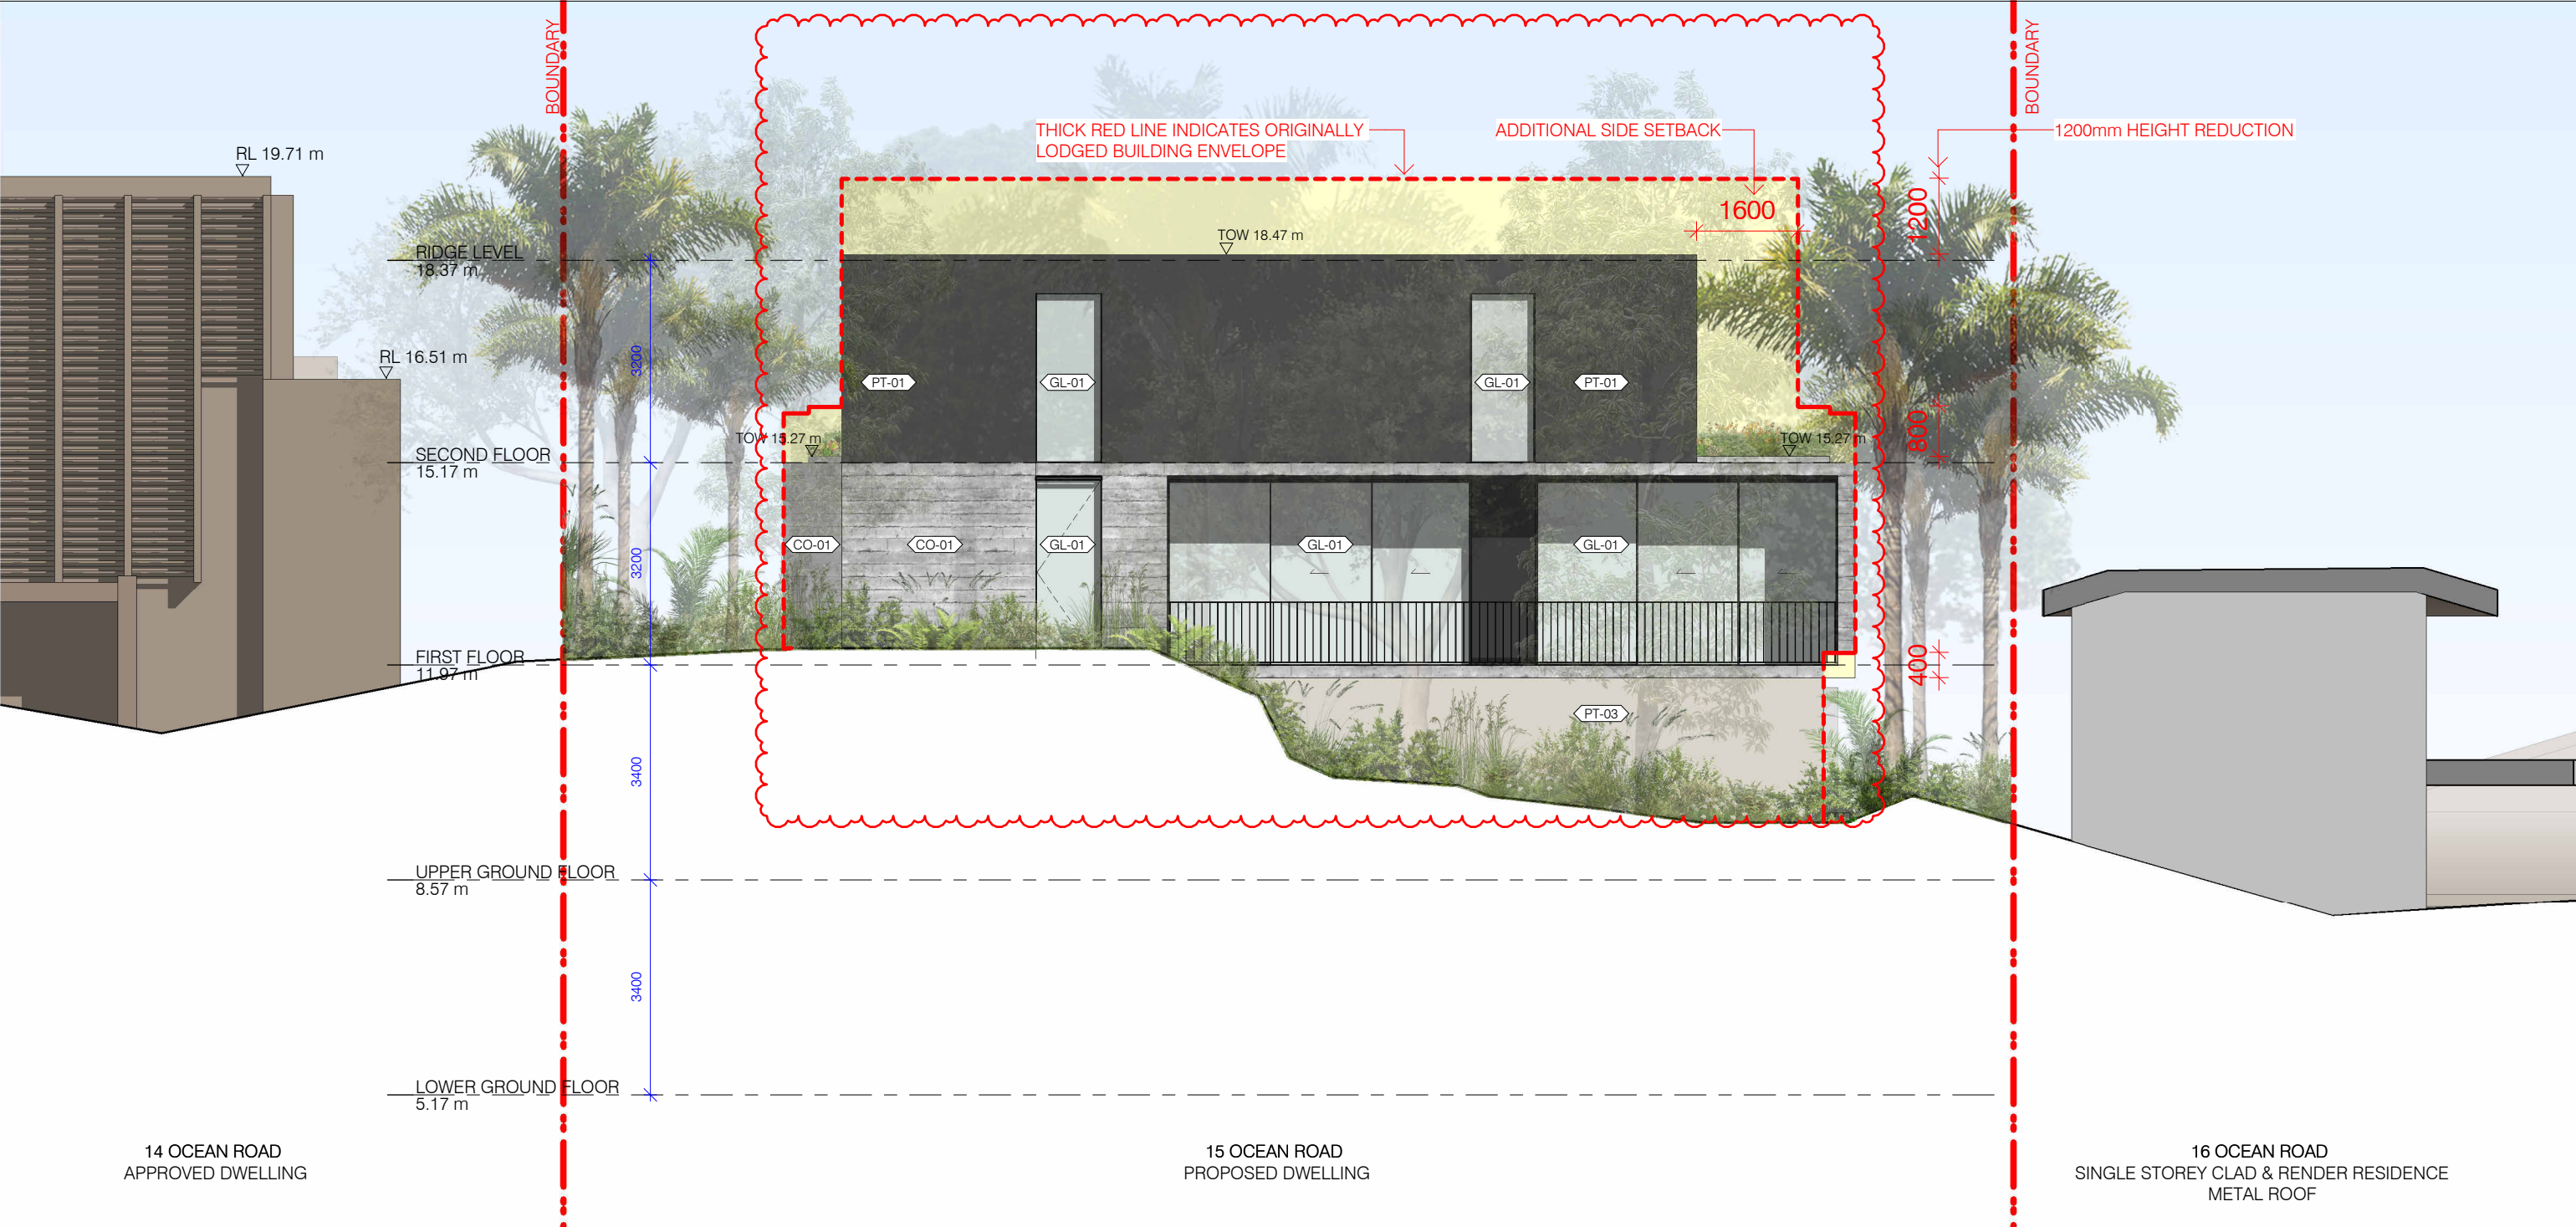 BOUNDARY
BOUNDARY
THICK RED LINE INDICATES ORIGINALLY
LODGED BUILDING ENVELOPE
ADDITIONAL SIDE SETBACK
1200mm HEIGHT REDUCTION
RL 19.71 m
1600
1200
TOW 18.47 m
RIDGE LEVEL
18.37 m
RL 16.51 m
3200
PT-01
GL-01
GL-01
PT-01
800
TOW 15.27 m
TOW 15.27 m
SECOND FLOOR
15.17 m
3200
CO-01
CO-01
GL-01
GL-01
GL-01
FIRST FLOOR
11.97 m
400
PT-03
3400
UPPER GROUND FLOOR
8.57 m
3400
LOWER GROUND FLOOR
5.17 m
14 OCEAN ROAD
APPROVED DWELLING
15 OCEAN ROAD
PROPOSED DWELLING
16 OCEAN ROAD
SINGLE STOREY CLAD & RENDER RESIDENCE
METAL ROOF